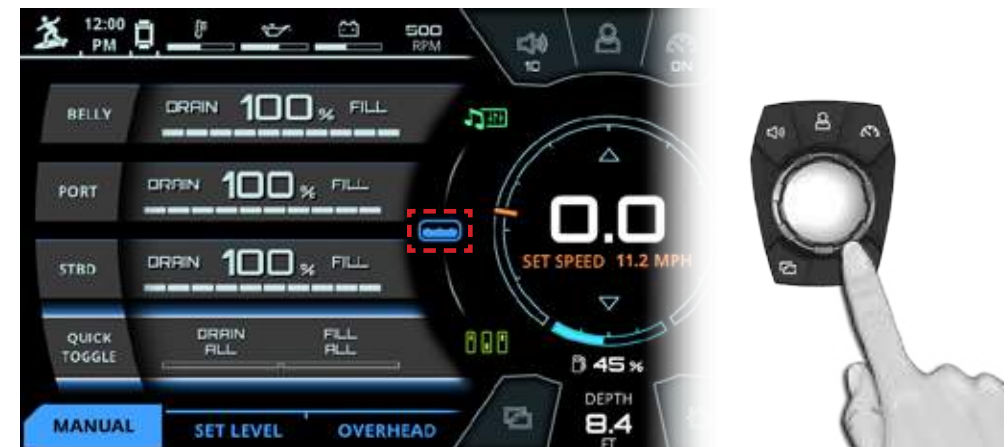 12:00
PM
500
RPM
10
ON
BELLY
DRAIN 100 % FILL
PORT
DRAIN 100 % FILL
STBD
DRAIN 100 % FILL
QUICK
TOGGLE
DRAIN
ALL
FILL
ALL
0.0
SET SPEED 11.2 MPH
45 %
DEPTH
8.4
FT
MANUAL
SET LEVEL
OVERHEAD